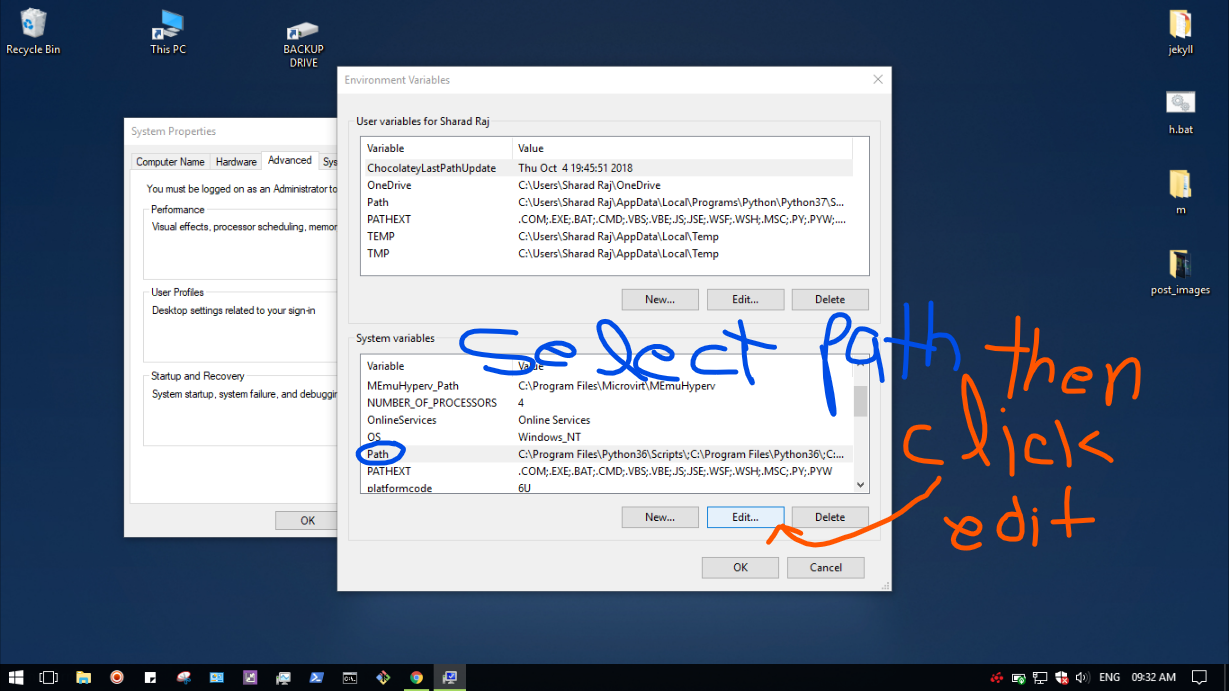 Recycle Bin
This PC
BACKUP
DRIVE
jekyll
h.bat
m
post_images
System Properties
Computer Name Hardware Advanced Sys
You must be logged on as an Administrator to
Performance
Visual effects, processor scheduling, memor
User Profiles
Desktop settings related to your sign-in
Startup and Recovery
System startup, system failure, and debuggin
OK
Environment Variables
User variables for Sharad Raj
Variable Value
ChocolateyLastPathUpdate Thu Oct 4 19:45:51 2018
OneDrive C:\Users\Sharad Raj\OneDrive
Path C:\Users\Sharad Raj\AppData\Local\Programs\Python\Python37\S...
PATHEXT .COM;.EXE;.BAT;.CMD;.VBS;.VBE;.JS;.JSE;.WSF;.WSH;.MSC;.PY;.PYW;....
TEMP C:\Users\Sharad Raj\AppData\Local\Temp
TMP C:\Users\Sharad Raj\AppData\Local\Temp
New... Edit... Delete
System variables
Variable Value
MEmuHyperv_Path C:\Program Files\Microvirt\MEmuHyperv
NUMBER_OF_PROCESSORS 4
OnlineServices Online Services
OS Windows_NT
Path C:\Program Files\Python36\Scripts\;C:\Program Files\Python36\;C:...
PATHEXT .COM;.EXE;.BAT;.CMD;.VBS;.VBE;.JS;.JSE;.WSF;.WSH;.MSC;.PY;.PYW
platformcode 6U
New... Edit... Delete
OK Cancel
Select path then
click
edit
ENG 09:32 AM